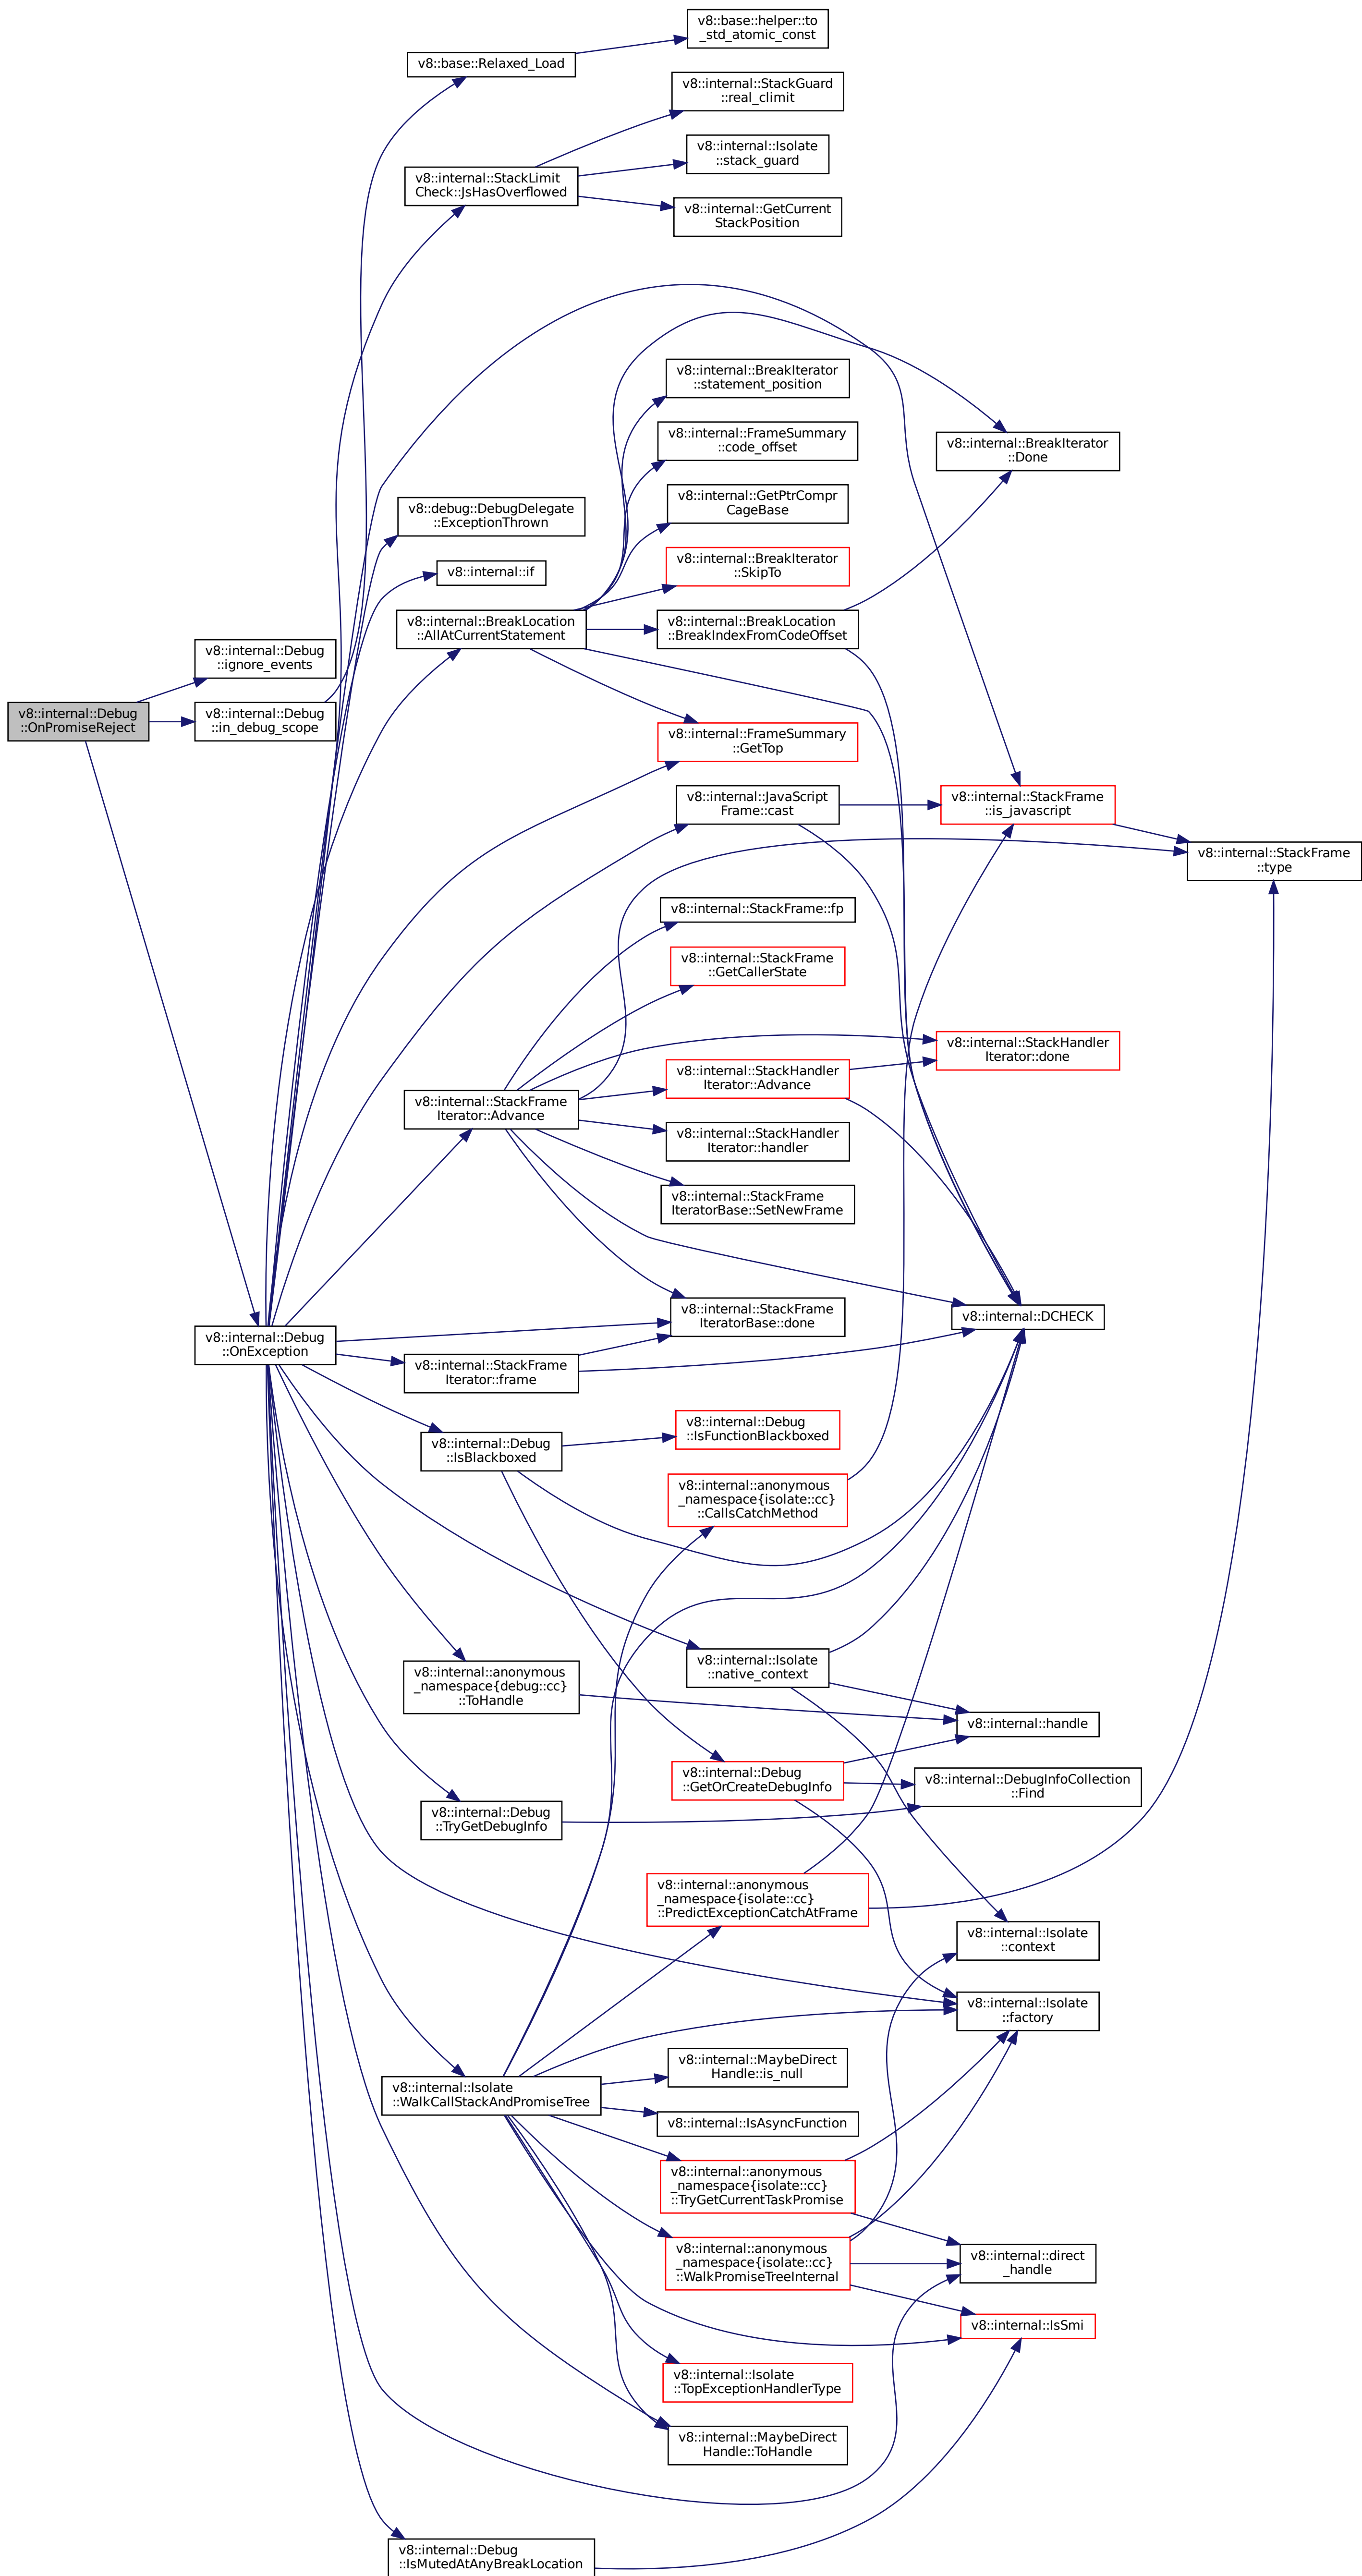 v8::base::helper::to
_std_atomic_const
v8::base::Relaxed_Load
v8::internal::StackGuard
::real_climit
v8::internal::Isolate
::stack_guard
v8::internal::StackLimit
Check::JsHasOverflowed
v8::internal::GetCurrent
StackPosition
v8::internal::BreakIterator
::statement_position
v8::internal::FrameSummary
::code_offset
v8::internal::BreakIterator
::Done
v8::internal::GetPtrCompr
CageBase
v8::debug::DebugDelegate
::ExceptionThrown
v8::internal::BreakIterator
::SkipTo
v8::internal::if
v8::internal::BreakLocation
::AllAtCurrentStatement
v8::internal::BreakLocation
::BreakIndexFromCodeOffset
v8::internal::Debug
::ignore_events
v8::internal::Debug
::OnPromiseReject
v8::internal::Debug
::in_debug_scope
v8::internal::FrameSummary
::GetTop
v8::internal::JavaScript
Frame::cast
v8::internal::StackFrame
::is_javascript
v8::internal::StackFrame
::type
v8::internal::StackFrame::fp
v8::internal::StackFrame
::GetCallerState
v8::internal::StackHandler
Iterator::done
v8::internal::StackHandler
Iterator::Advance
v8::internal::StackFrame
Iterator::Advance
v8::internal::StackHandler
Iterator::handler
v8::internal::StackFrame
IteratorBase::SetNewFrame
v8::internal::StackFrame
IteratorBase::done
v8::internal::DCHECK
v8::internal::Debug
::OnException
v8::internal::StackFrame
Iterator::frame
v8::internal::Debug
::IsFunctionBlackboxed
v8::internal::Debug
::IsBlackboxed
v8::internal::anonymous
_namespace{isolate::cc}
::CallsCatchMethod
v8::internal::Isolate
::native_context
v8::internal::anonymous
_namespace{debug::cc}
::ToHandle
v8::internal::handle
v8::internal::Debug
::GetOrCreateDebugInfo
v8::internal::DebugInfoCollection
::Find
v8::internal::Debug
::TryGetDebugInfo
v8::internal::anonymous
_namespace{isolate::cc}
::PredictExceptionCatchAtFrame
v8::internal::Isolate
::context
v8::internal::Isolate
::factory
v8::internal::MaybeDirect
Handle::is_null
v8::internal::Isolate
::WalkCallStackAndPromiseTree
v8::internal::IsAsyncFunction
v8::internal::anonymous
_namespace{isolate::cc}
::TryGetCurrentTaskPromise
v8::internal::anonymous
_namespace{isolate::cc}
::WalkPromiseTreeInternal
v8::internal::direct
_handle
v8::internal::IsSmi
v8::internal::Isolate
::TopExceptionHandlerType
v8::internal::MaybeDirect
Handle::ToHandle
v8::internal::Debug
::IsMutedAtAnyBreakLocation